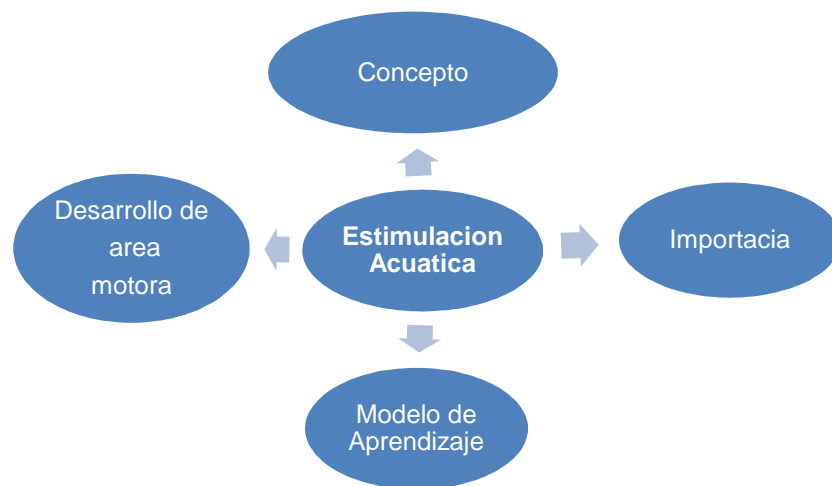 Concepto
Desarrollo de
area
motora
Estimulacion
Acuatica
Importacia
Modelo de
Aprendizaje